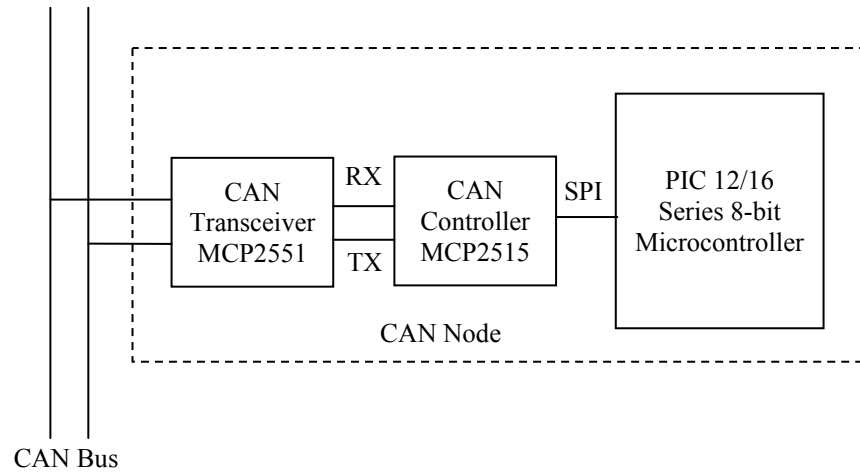 CAN
Transceiver
MCP2551
RX
TX
CAN
Controller
MCP2515
SPI
PIC 12/16
Series 8-bit
Microcontroller
CAN Node
CAN Bus